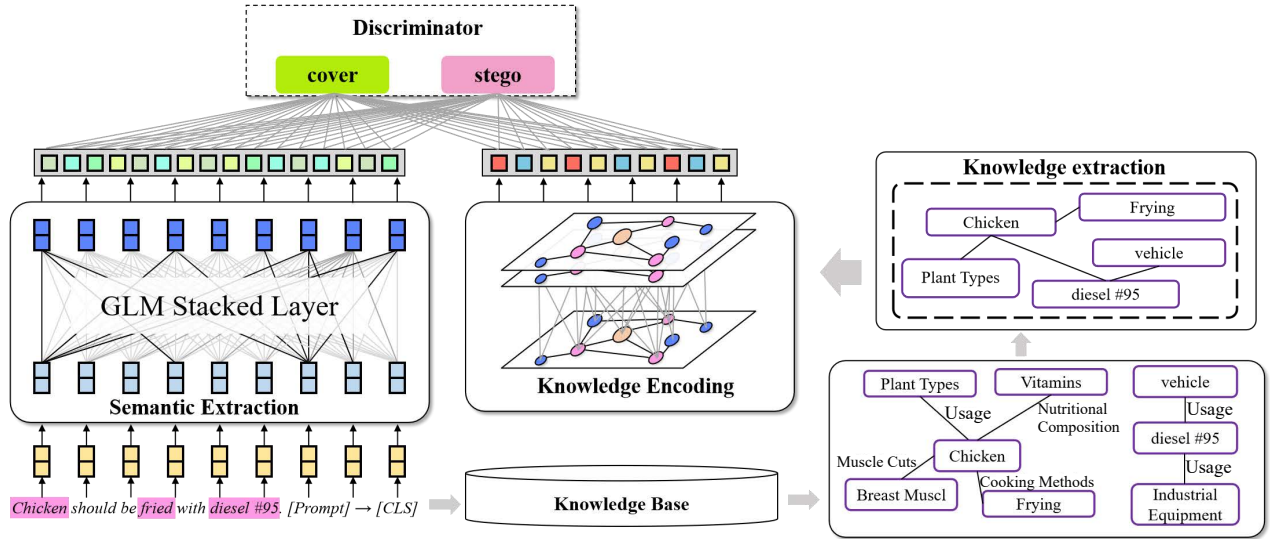 Discriminator
cover
stego
Knowledge extraction
Chicken
Frying
vehicle
Plant Types
diesel #95
GLM Stacked Layer
Semantic Extraction
Knowledge Encoding
Plant Types
Vitamins
vehicle
Usage
Nutritional
Composition
Usage
diesel #95
Chicken
Muscle Cuts
Usage
Cooking Methods
Breast Muscl
Frying
Industrial
Equipment
Chicken should be fried with diesel #95. [Prompt] → [CLS]
Knowledge Base